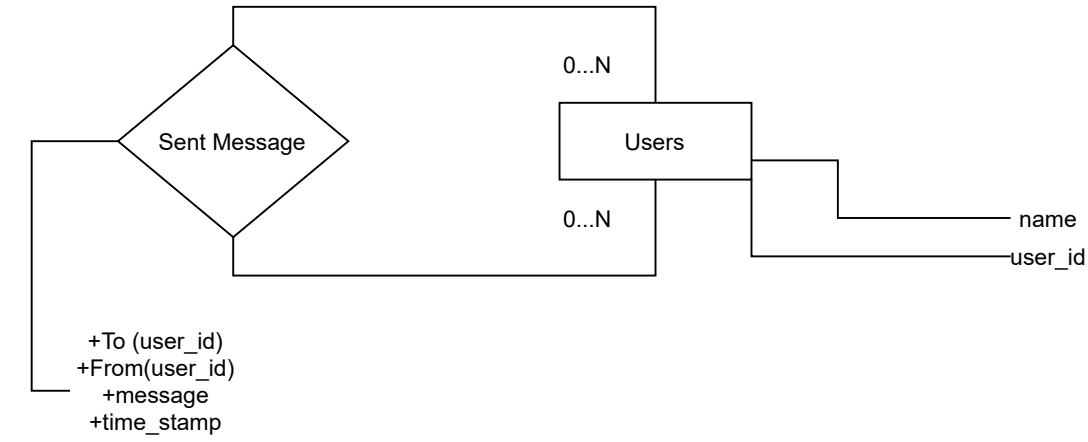 0...N
Sent Message
Users
0...N
name
user_id
+To (user_id)
+From(user_id)
+message
+time_stamp